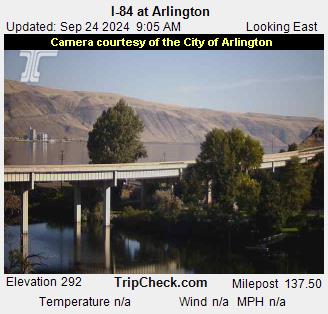 I-84 at Arlington
Updated: Sep 24 2024 9:05 AM Looking East
Camera courtesy of the City of Arlington
Elevation 292 TripCheck.com Milepost 137.50
Temperature n/a Wind n/a MPH n/a